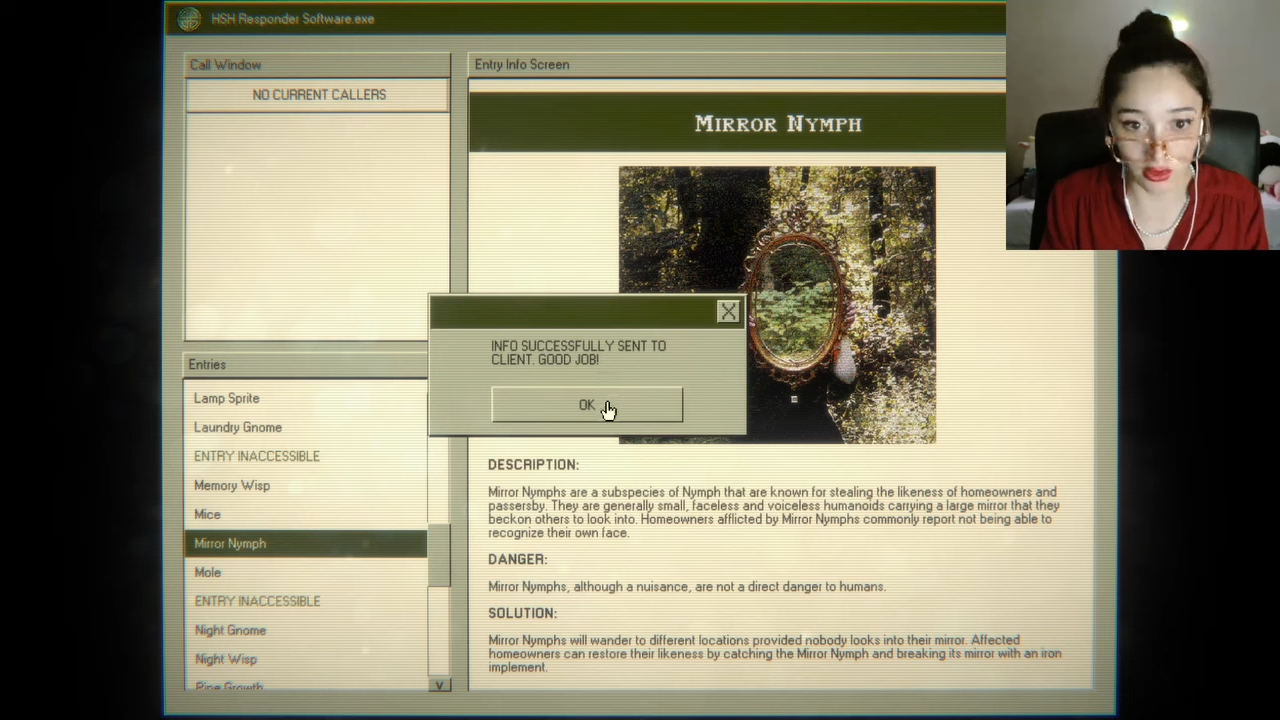 HSH Responder Software.exe
Call Window
NO CURRENT CALLERS
Entries
Lamp Sprite
Laundry Gnome
ENTRY INACCESSIBLE
Memory Wisp
Mice
Mirror Nymph
Mole
ENTRY INACCESSIBLE
Night Gnome
Night Wisp
Pine Growth
V
Entry Info Screen
Mirror Nymph
INFO SUCCESSFULLY SENT TO
CLIENT. GOOD JOB!
OK
DESCRIPTION:
Mirror Nymphs are a subspecies of Nymph that are known for stealing the likeness of homeowners and
passersby. They are generally small, faceless and voiceless humanoids carrying a large mirror that they
beckon others to look into. Homeowners afflicted by Mirror Nymphs commonly report not being able to
recognize their own face.
DANGER:
Mirror Nymphs, although a nuisance, are not a direct danger to humans.
SOLUTION:
Mirror Nymphs will wander to different locations provided nobody looks into their mirror. Affected
homeowners can restore their likeness by catching the Mirror Nymph and breaking its mirror with an iron
implement.